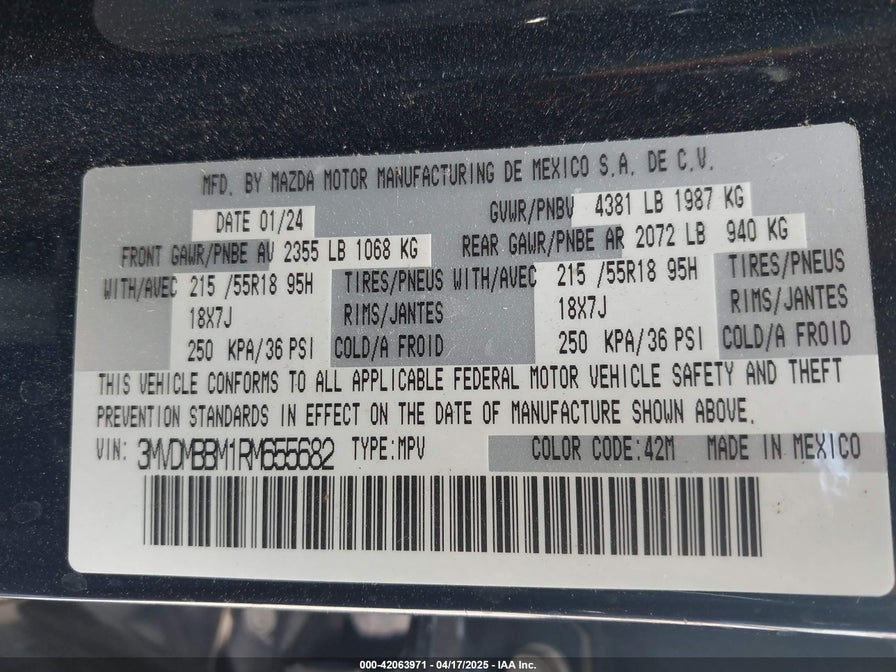 MFD. BY MAZDA MOTOR MANUFACTURING DE MEXICO S.A. DE C.V.
DATE 01/24 GVWR/PNBV 4381 LB 1987 KG
FRONT GAWR/PNBE AV 2355 LB 1068 KG REAR GAWR/PNBE AR 2072 LB 940 KG
WITH/AVEC 215 /55R18 95H TIRES/PNEUS WITH/AVEC 215 /55R18 95H TIRES/PNEUS
18X7J RIMS/JANTES 18X7J RIMS/JANTES
250 KPA/36 PSI COLD/A FROID 250 KPA/36 PSI COLD/A FROID
THIS VEHICLE CONFORMS TO ALL APPLICABLE FEDERAL MOTOR VEHICLE SAFETY AND THEFT
PREVENTION STANDARDS IN EFFECT ON THE DATE OF MANUFACTURE SHOWN ABOVE.
VIN: 3MVDMBBM1RM655682 TYPE:MPV COLOR CODE:42M MADE IN MEXICO
000-42063971 - 04/17/2025 - IAA Inc.